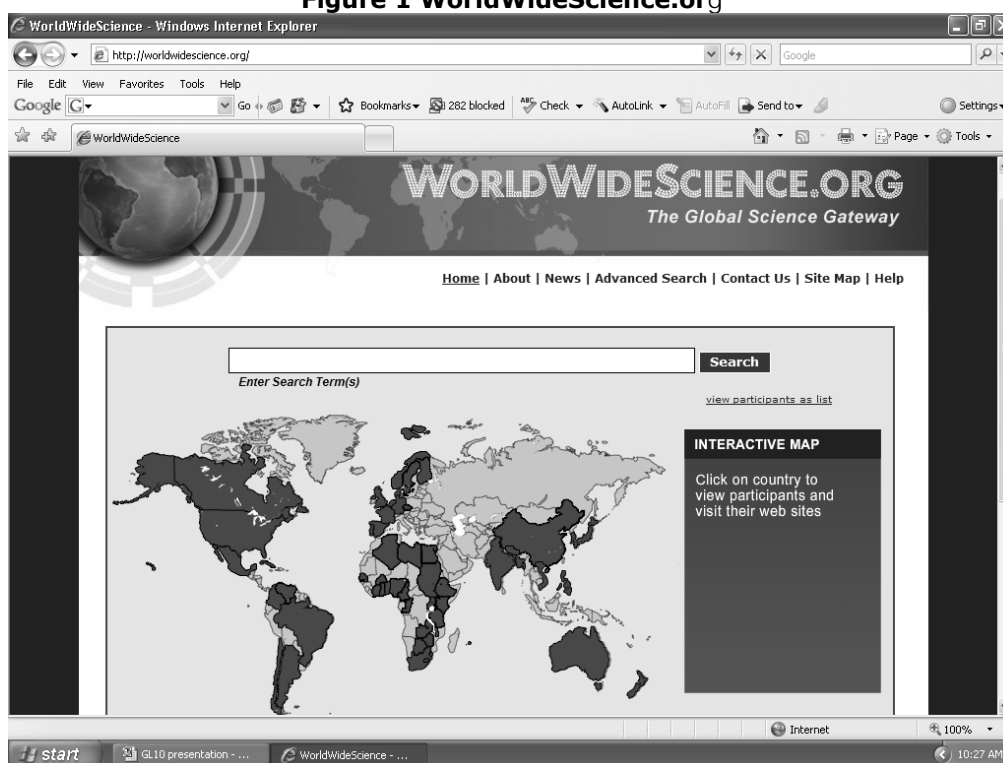 Figure 1 WorldWideScience.org
WorldWideScience - Windows Internet Explorer
http://worldwidescience.org/
Google
File Edit View Favorites Tools Help
Google G Go Bookmarks 282 blocked ABC Check AutoLink AutoFill Send to Settings
WorldWideScience Page Tools
WORLDWIDESCIENCE.ORG
The Global Science Gateway
Home | About | News | Advanced Search | Contact Us | Site Map | Help
Search
Enter Search Term(s)
view participants as list
INTERACTIVE MAP
Click on country to
view participants and
visit their web sites
Internet 100%
start GL10 presentation - ... WorldWideScience - ... 10:27 AM